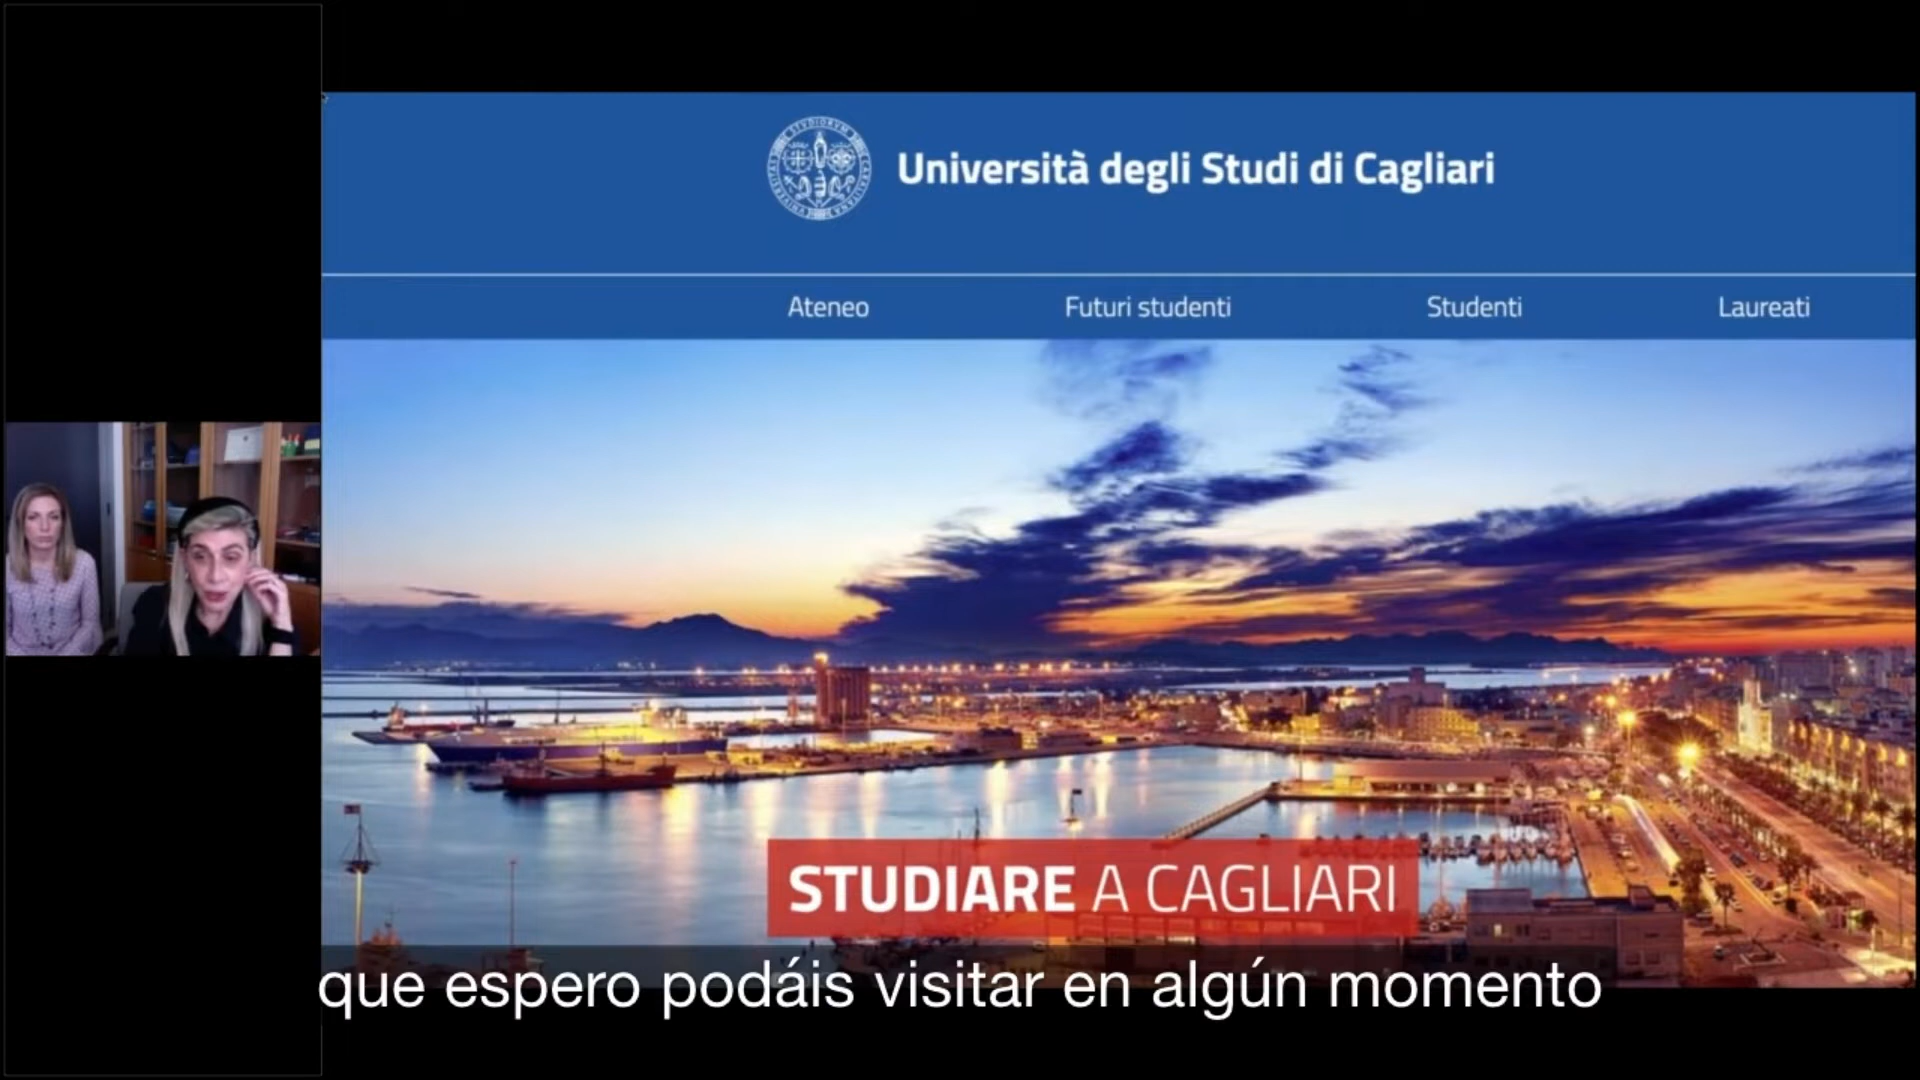 Università degli Studi di Cagliari
Ateneo
Futuri studenti
Studenti
Laureati
STUDIARE A CAGLIARI
que espero podáis visitar en algún momento